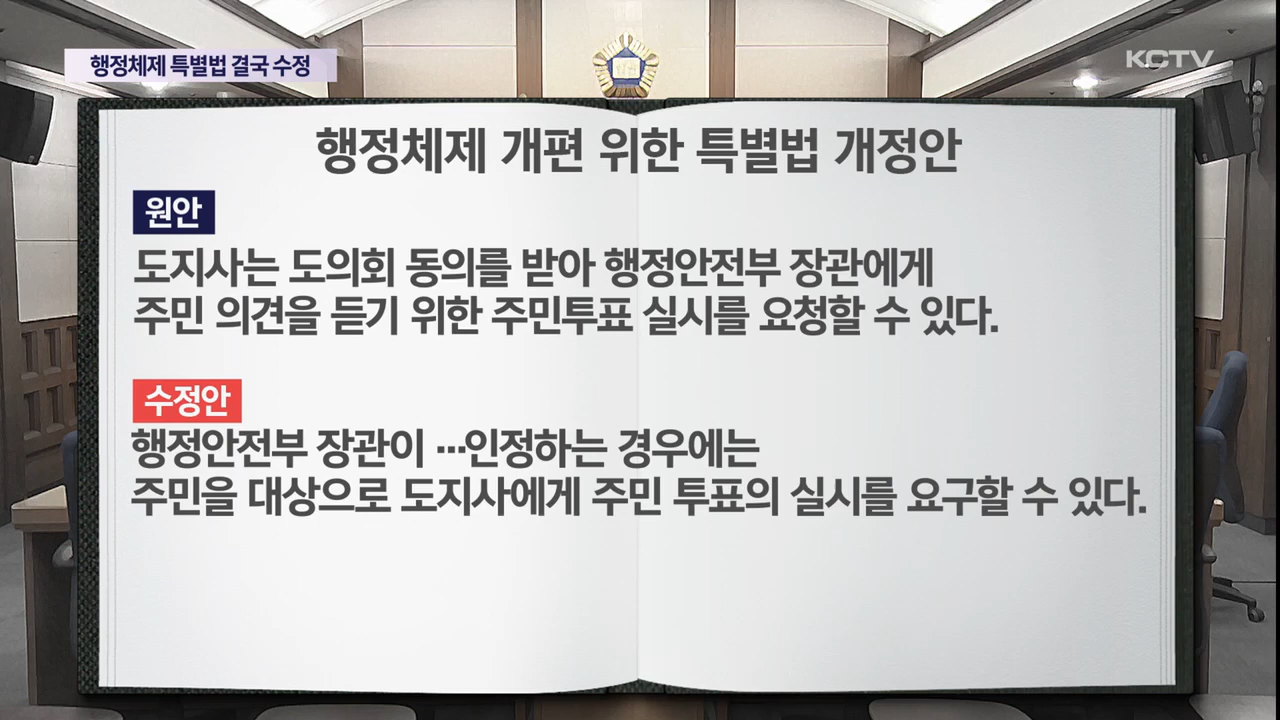 행정체제 특별법 결국 수정
KCTV
행정체제 개편 위한 특별법 개정안
원안
도지사는 도의회 동의를 받아 행정안전부 장관에게
주민 의견을 듣기 위한 주민투표 실시를 요청할 수 있다.
수정안
행정안전부 장관이 …인정하는 경우에는
주민을 대상으로 도지사에게 주민 투표의 실시를 요구할 수 있다.